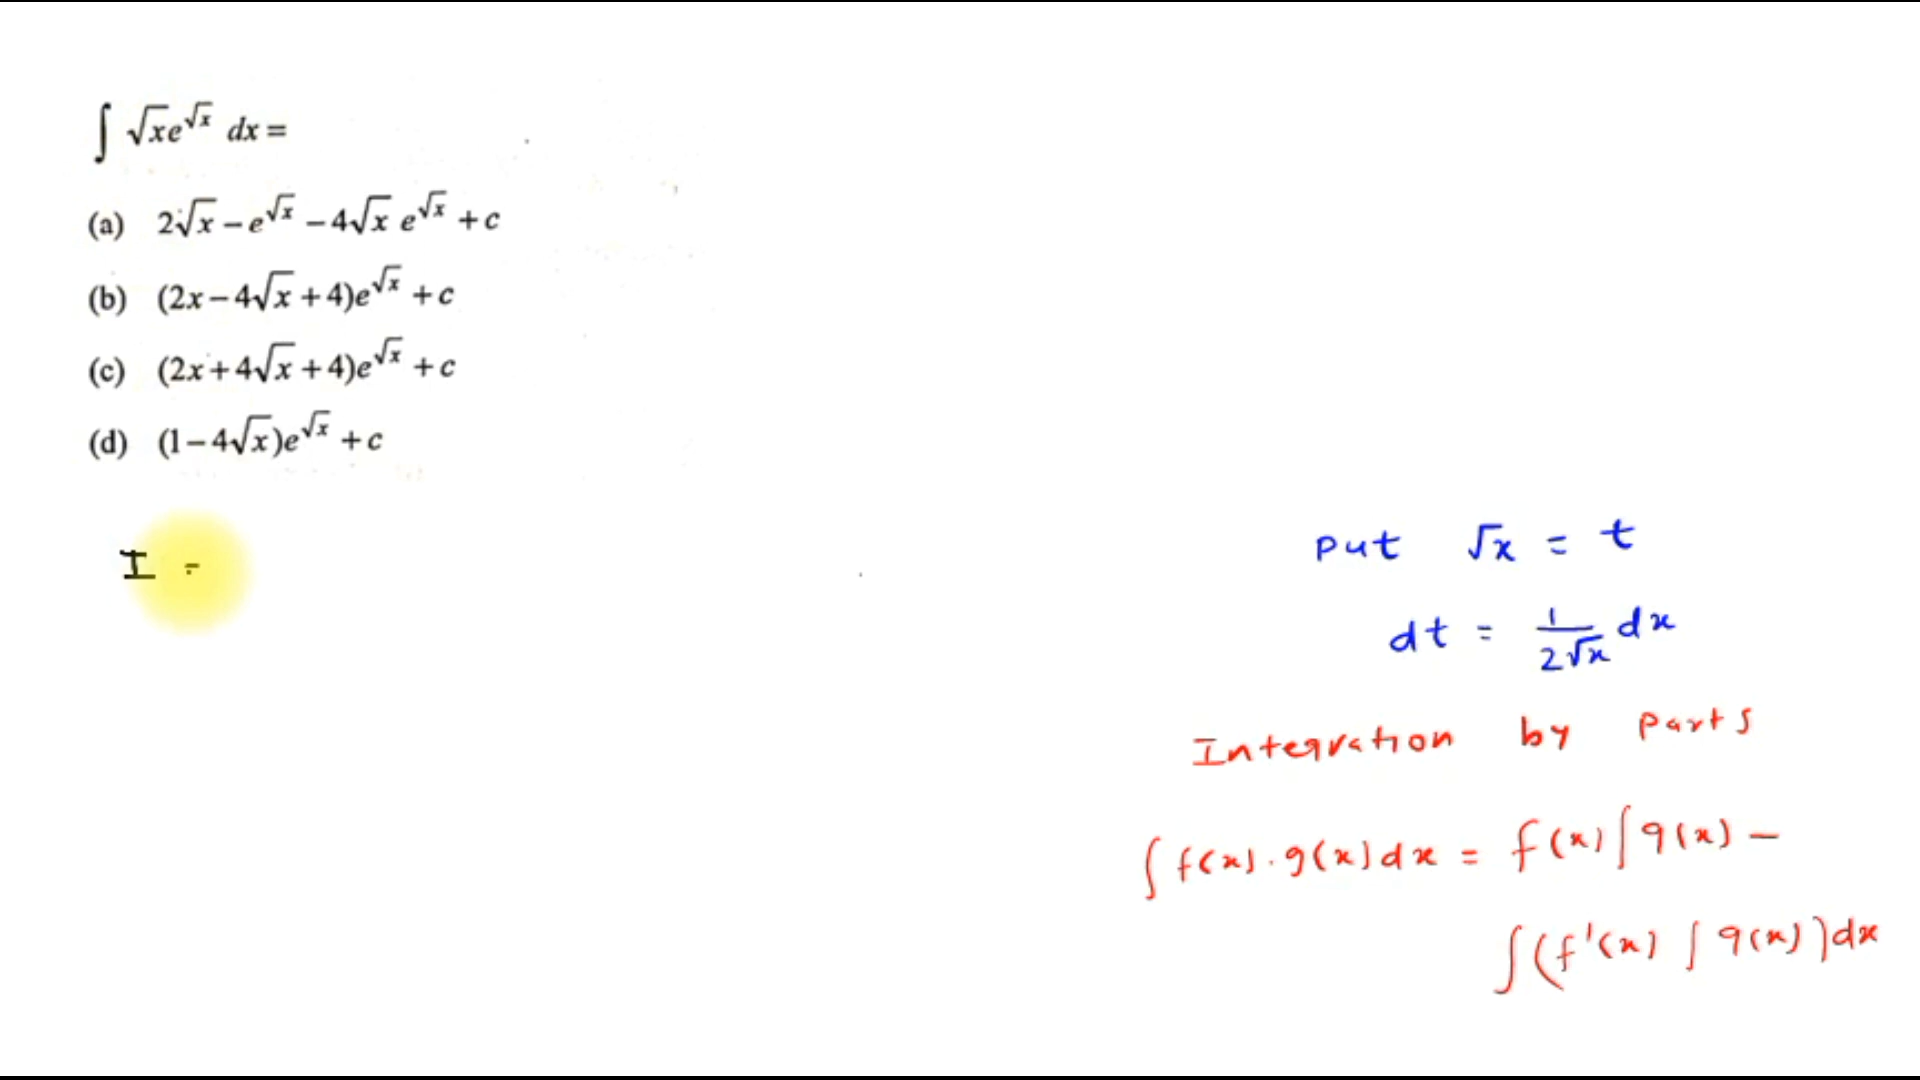 ∫ √x e^√x dx =
(a) 2√x − e^√x − 4√x e^√x + c
(b) (2x − 4√x + 4)e^√x + c
(c) (2x + 4√x + 4)e^√x + c
(d) (1 − 4√x)e^√x + c
I =
Put √x = t
dt = 1/(2√x) dx
Integration by Parts
∫ f(x) . g(x) dx = f(x) ∫ g(x) −
∫ (f'(x) ∫ g(x)) dx